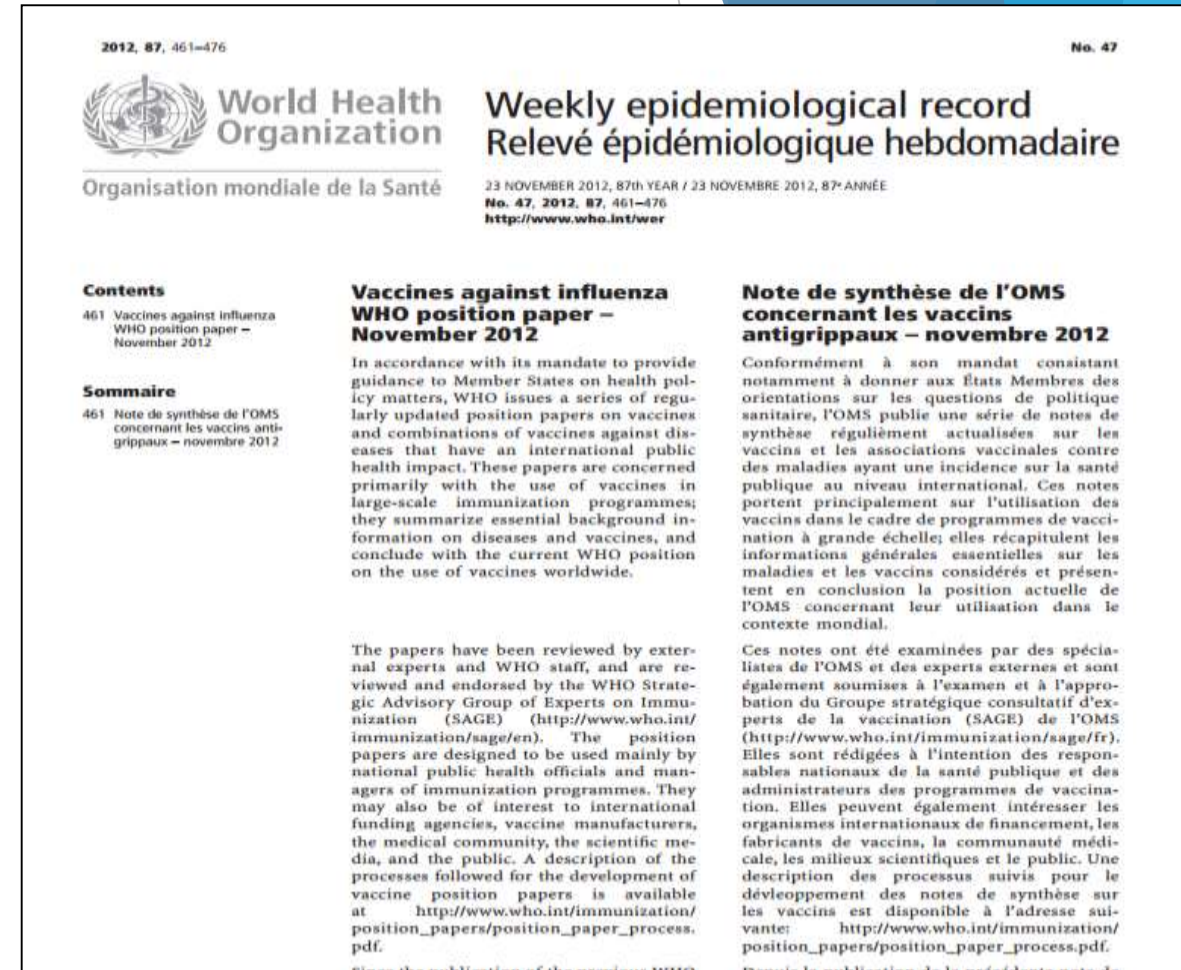 2012, 87, 461–476
No. 47
World Health
Organization
Organisation mondiale de la Santé
Weekly epidemiological record
Relevé épidémiologique hebdomadaire
23 NOVEMBER 2012, 87th YEAR / 23 NOVEMBRE 2012, 87e ANNÉE
No. 47, 2012, 87, 461–476
http://www.who.int/wer
Contents
461 Vaccines against influenza
WHO position paper –
November 2012
Sommaire
461 Note de synthèse de l'OMS
concernant les vaccins anti-
grippaux – novembre 2012
Vaccines against influenza
WHO position paper –
November 2012
In accordance with its mandate to provide
guidance to Member States on health pol-
icy matters, WHO issues a series of regu-
larly updated position papers on vaccines
and combinations of vaccines against dis-
eases that have an international public
health impact. These papers are concerned
primarily with the use of vaccines in
large-scale immunization programmes;
they summarize essential background in-
formation on diseases and vaccines, and
conclude with the current WHO position
on the use of vaccines worldwide.
The papers have been reviewed by exter-
nal experts and WHO staff, and are re-
viewed and endorsed by the WHO Strate-
gic Advisory Group of Experts on Immu-
nization (SAGE) (http://www.who.int/
immunization/sage/en). The position
papers are designed to be used mainly by
national public health officials and man-
agers of immunization programmes. They
may also be of interest to international
funding agencies, vaccine manufacturers,
the medical community, the scientific me-
dia, and the public. A description of the
processes followed for the development of
vaccine position papers is available
at http://www.who.int/immunization/
position_papers/position_paper_process.
pdf.
Note de synthèse de l'OMS
concernant les vaccins
antigrippaux – novembre 2012
Conformément à son mandat consistant
notamment à donner aux États Membres des
orientations sur les questions de politique
sanitaire, l'OMS publie une série de notes de
synthèse régulièment actualisées sur les
vaccins et les associations vaccinales contre
des maladies ayant une incidence sur la santé
publique au niveau international. Ces notes
portent principalement sur l'utilisation des
vaccins dans le cadre de programmes de vacci-
nation à grande échelle; elles récapitulent les
informations générales essentielles sur les
maladies et les vaccins considérés et présen-
tent en conclusion la position actuelle de
l'OMS concernant leur utilisation dans le
contexte mondial.
Ces notes ont été examinées par des spécia-
listes de l'OMS et des experts externes et sont
également soumises à l'examen et à l'appro-
bation du Groupe stratégique consultatif d'ex-
perts de la vaccination (SAGE) de l'OMS
(http://www.who.int/immunization/sage/fr).
Elles sont rédigées à l'intention des respon-
sables nationaux de la santé publique et des
administrateurs des programmes de vaccina-
tion. Elles peuvent également intéresser les
organismes internationaux de financement, les
fabricants de vaccins, la communauté médi-
cale, les milieux scientifiques et le public. Une
description des processus suivis pour le
dévleoppement des notes de synthèse sur
les vaccins est disponible à l'adresse sui-
vante: http://www.who.int/immunization/
position_papers/position_paper_process.pdf.